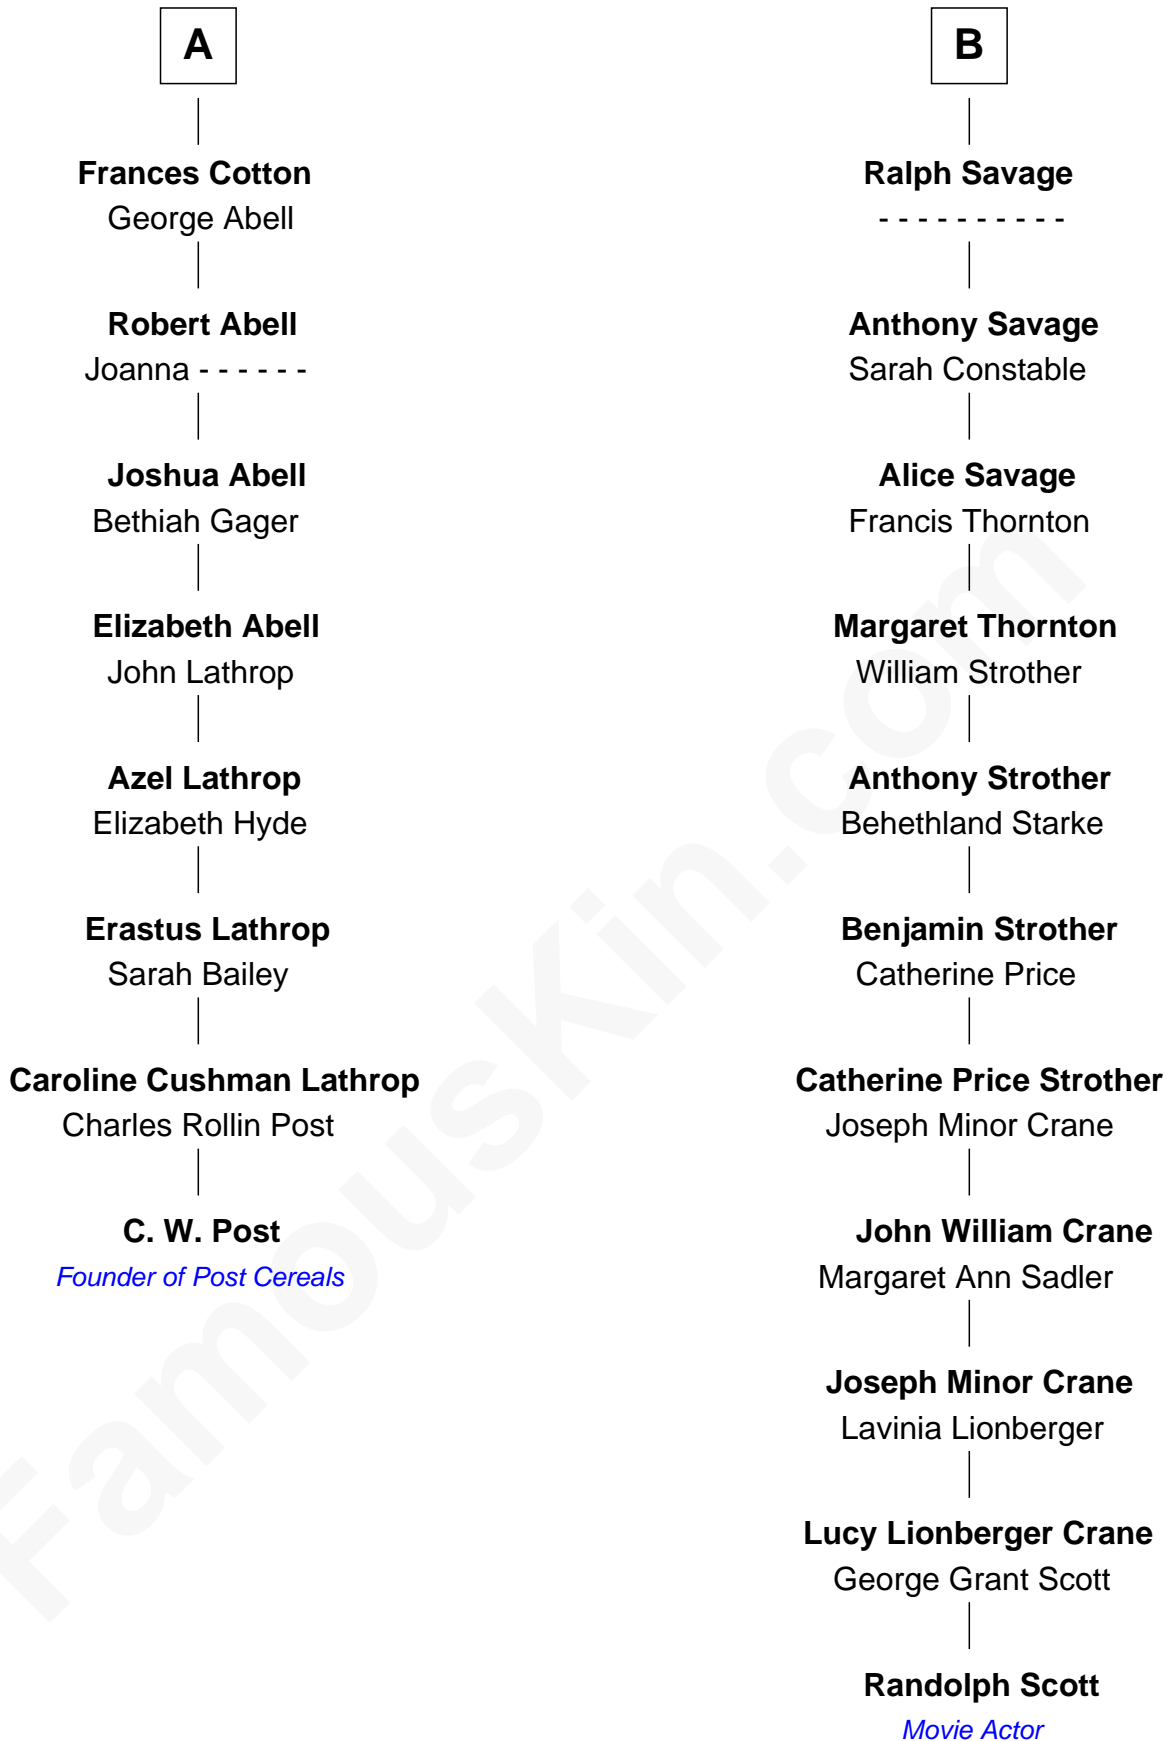 A
Frances Cotton
George Abell
Robert Abell
Joanna - - - - - -
Joshua Abell
Bethiah Gager
Elizabeth Abell
John Lathrop
Azel Lathrop
Elizabeth Hyde
Erastus Lathrop
Sarah Bailey
Caroline Cushman Lathrop
Charles Rollin Post
C. W. Post
Founder of Post Cereals
B
Ralph Savage
- - - - - - - - - -
Anthony Savage
Sarah Constable
Alice Savage
Francis Thornton
Margaret Thornton
William Strother
Anthony Strother
Behethland Starke
Benjamin Strother
Catherine Price
Catherine Price Strother
Joseph Minor Crane
John William Crane
Margaret Ann Sadler
Joseph Minor Crane
Lavinia Lionberger
Lucy Lionberger Crane
George Grant Scott
Randolph Scott
Movie Actor
FamousKin.com